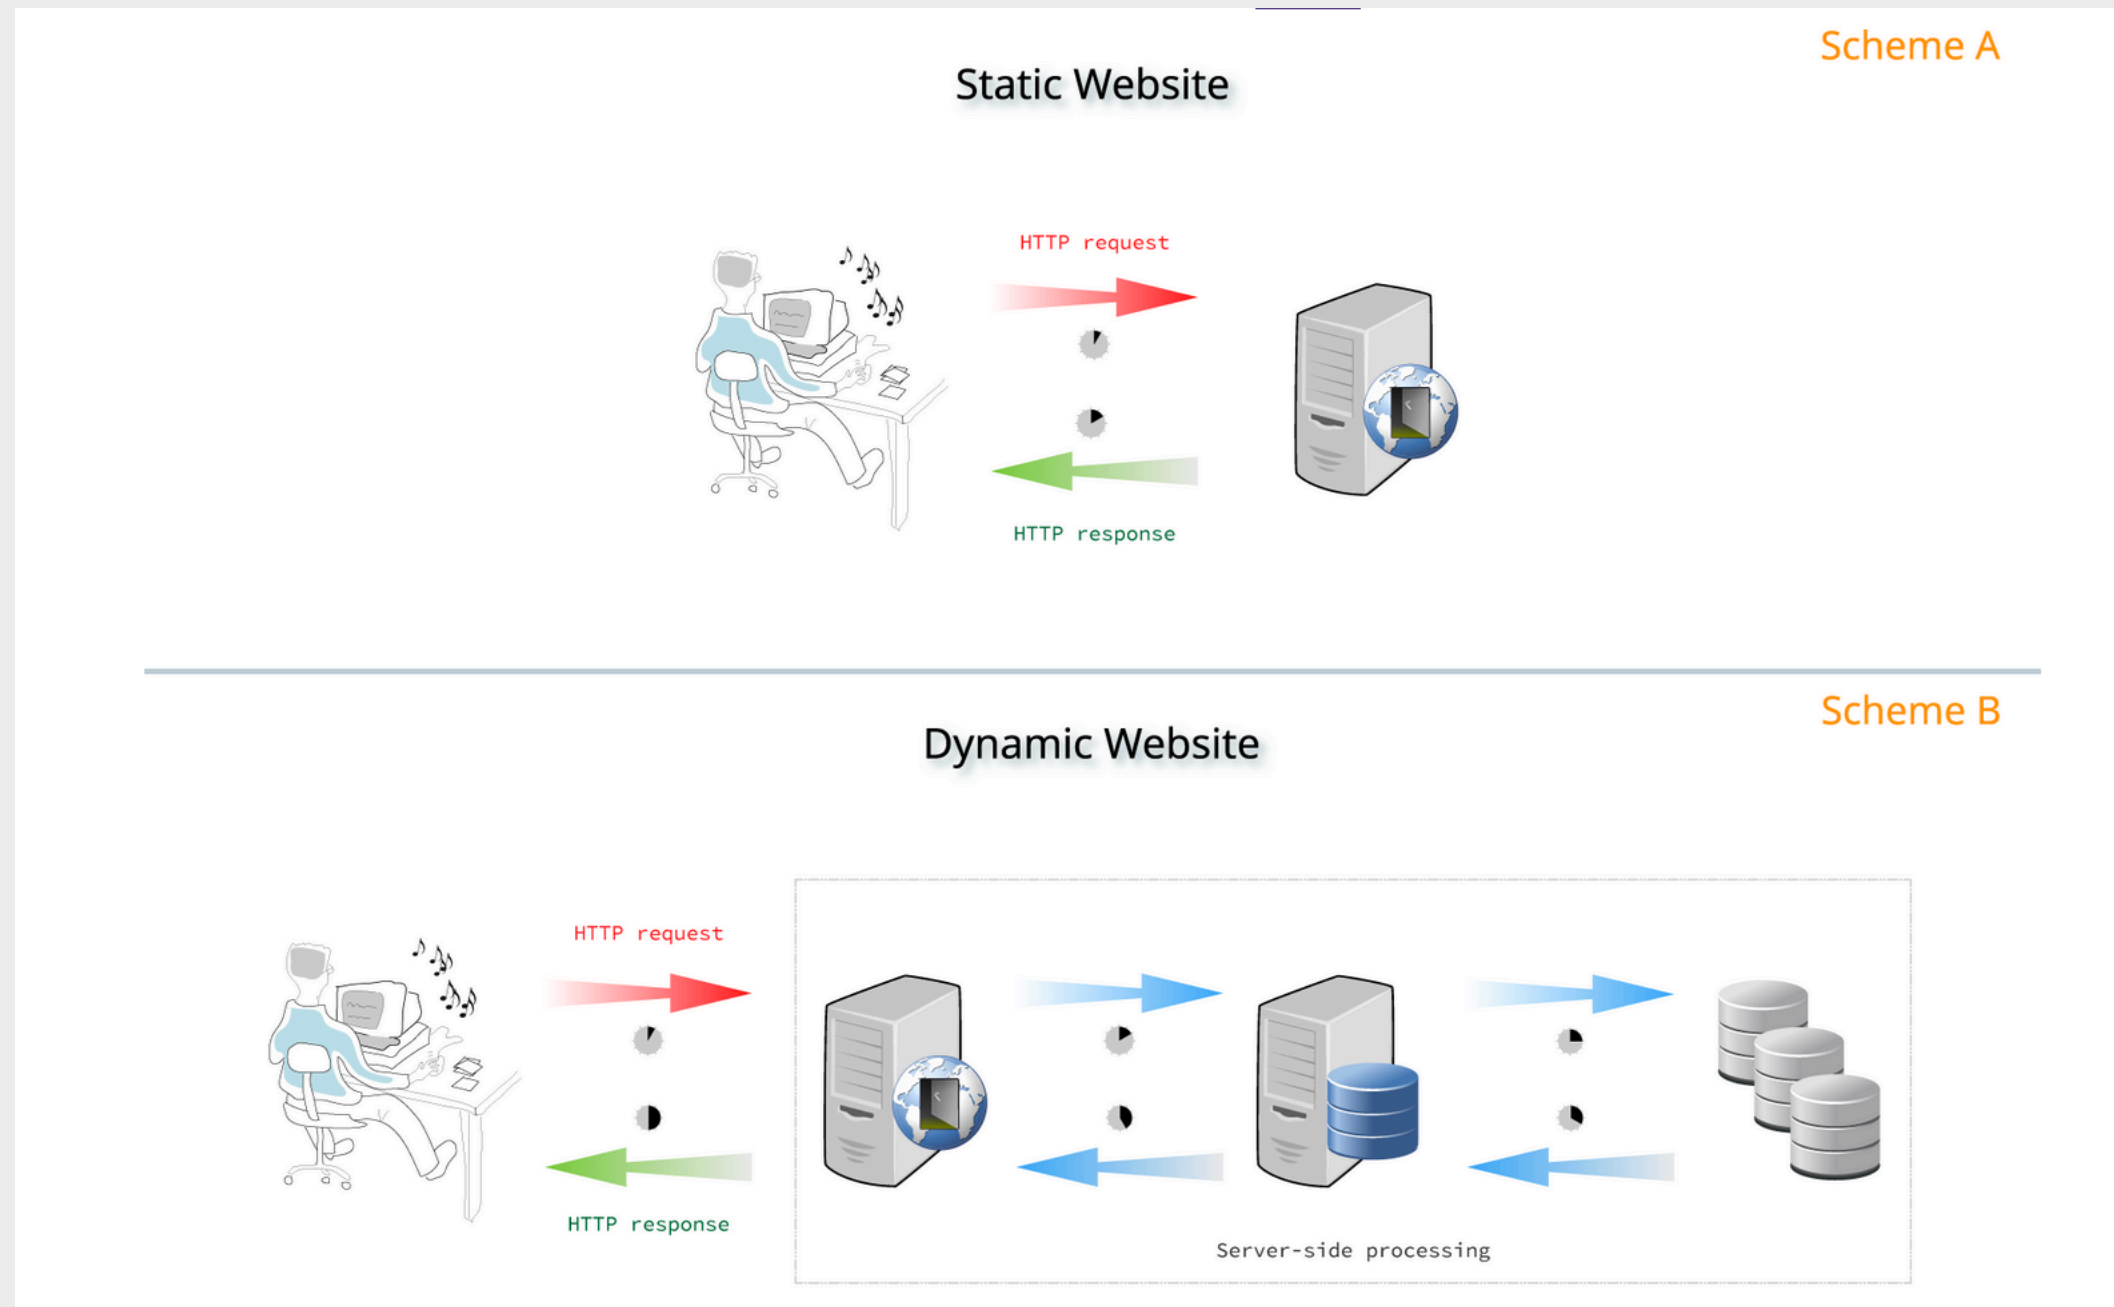 Scheme A
Static Website
HTTP request
HTTP response
Scheme B
Dynamic Website
HTTP request
HTTP response
Server-side processing